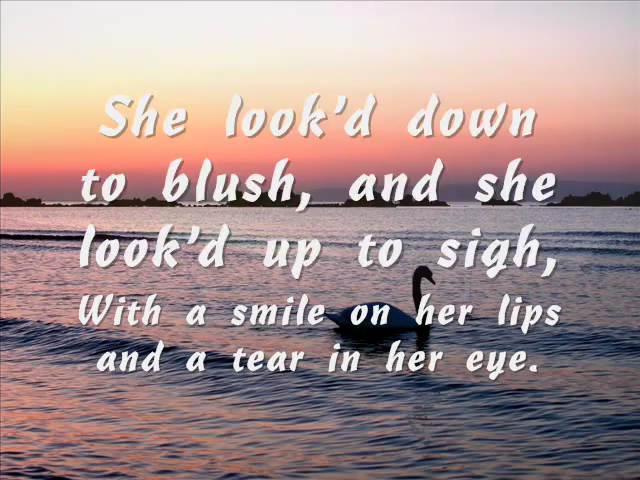 She look'd down
to blush, and she
look'd up to sigh,
With a smile on her lips
and a tear in her eye.